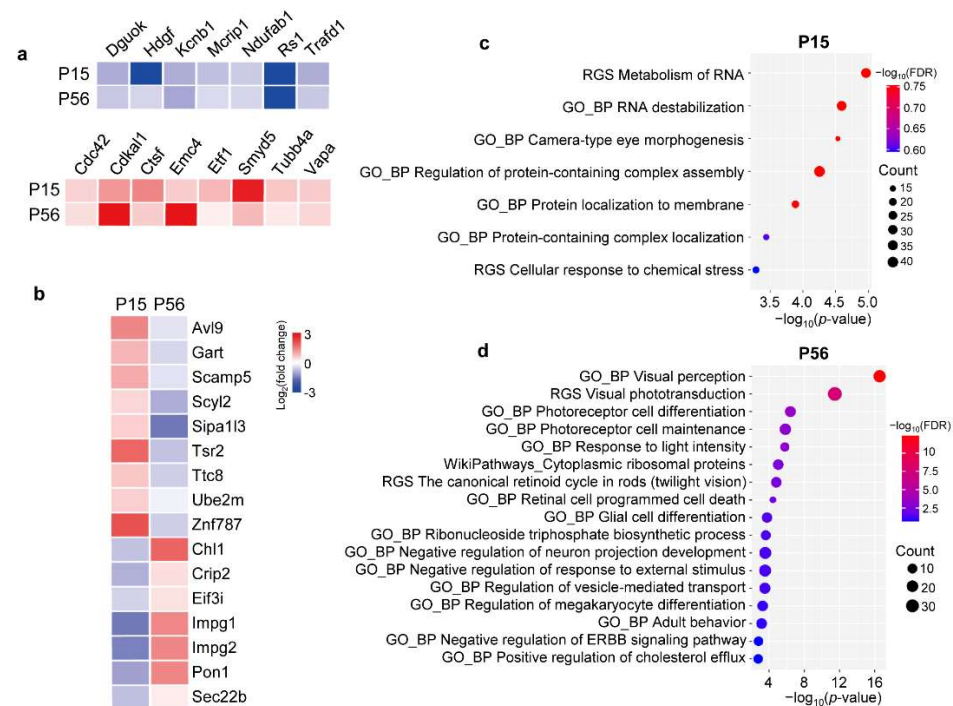 a
Dguok Hdgf Kcnb1 Mcrip1 Ndufab1 Rs1 Trafd1
P15
P56
Cdc42 Cdkal1 Ctsf Emc4 Etf1 Smyd5 Tubb4a Vapa
P15
P56
b
P15 P56
Avl9
Gart
Scamp5
Scyl2
Sipa1l3
Tsr2
Ttc8
Ube2m
Znf787
Chl1
Crip2
Eif3i
Impg1
Impg2
Pon1
Sec22b
Log2(fold change)
3
0
-3
c
P15
RGS Metabolism of RNA
GO_BP RNA destabilization
GO_BP Camera-type eye morphogenesis
GO_BP Regulation of protein-containing complex assembly
GO_BP Protein localization to membrane
GO_BP Protein-containing complex localization
RGS Cellular response to chemical stress
3.5 4.0 4.5 5.0
−log10(p-value)
−log10(FDR)
0.75
0.70
0.65
0.60
Count
15
20
25
30
35
40
d
P56
GO_BP Visual perception
RGS Visual phototransduction
GO_BP Photoreceptor cell differentiation
GO_BP Photoreceptor cell maintenance
GO_BP Response to light intensity
WikiPathways_Cytoplasmic ribosomal proteins
RGS The canonical retinoid cycle in rods (twilight vision)
GO_BP Retinal cell programmed cell death
GO_BP Glial cell differentiation
GO_BP Ribonucleoside triphosphate biosynthetic process
GO_BP Negative regulation of neuron projection development
GO_BP Negative regulation of response to external stimulus
GO_BP Regulation of vesicle-mediated transport
GO_BP Regulation of megakaryocyte differentiation
GO_BP Adult behavior
GO_BP Negative regulation of ERBB signaling pathway
GO_BP Positive regulation of cholesterol efflux
4 8 12 16
−log10(p-value)
−log10(FDR)
10
7.5
5.0
2.5
Count
10
20
30